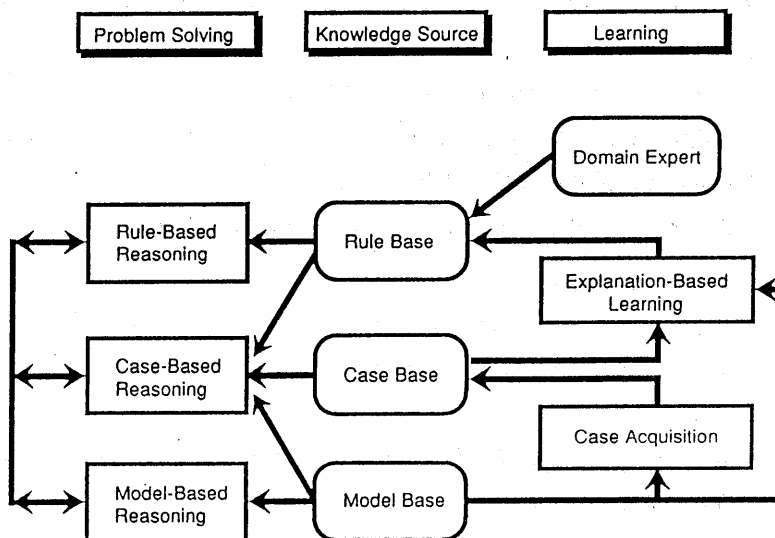 Problem Solving
Knowledge Source
Learning
Domain Expert
Rule-Based
Reasoning
Rule Base
Explanation-Based
Learning
Case-Based
Reasoning
Case Base
Case Acquisition
Model-Based
Reasoning
Model Base